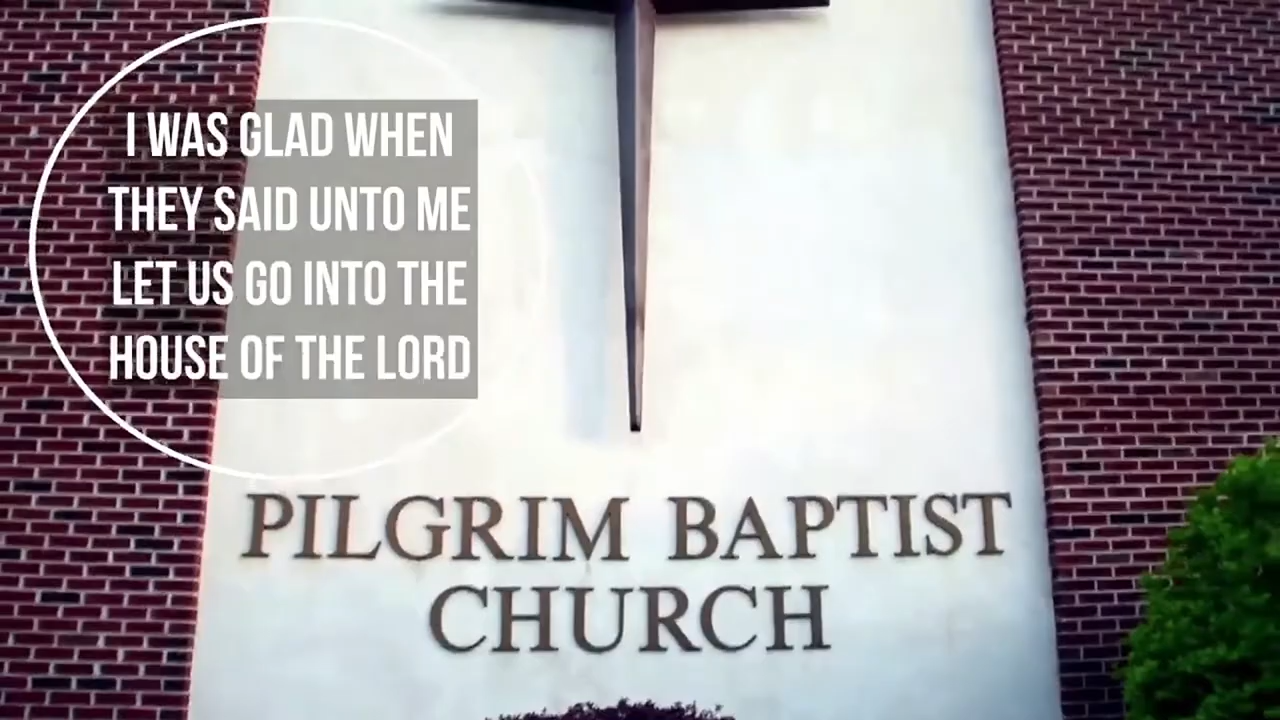 I WAS GLAD WHEN
THEY SAID UNTO ME
LET US GO INTO THE
HOUSE OF THE LORD
PILGRIM BAPTIST
CHURCH